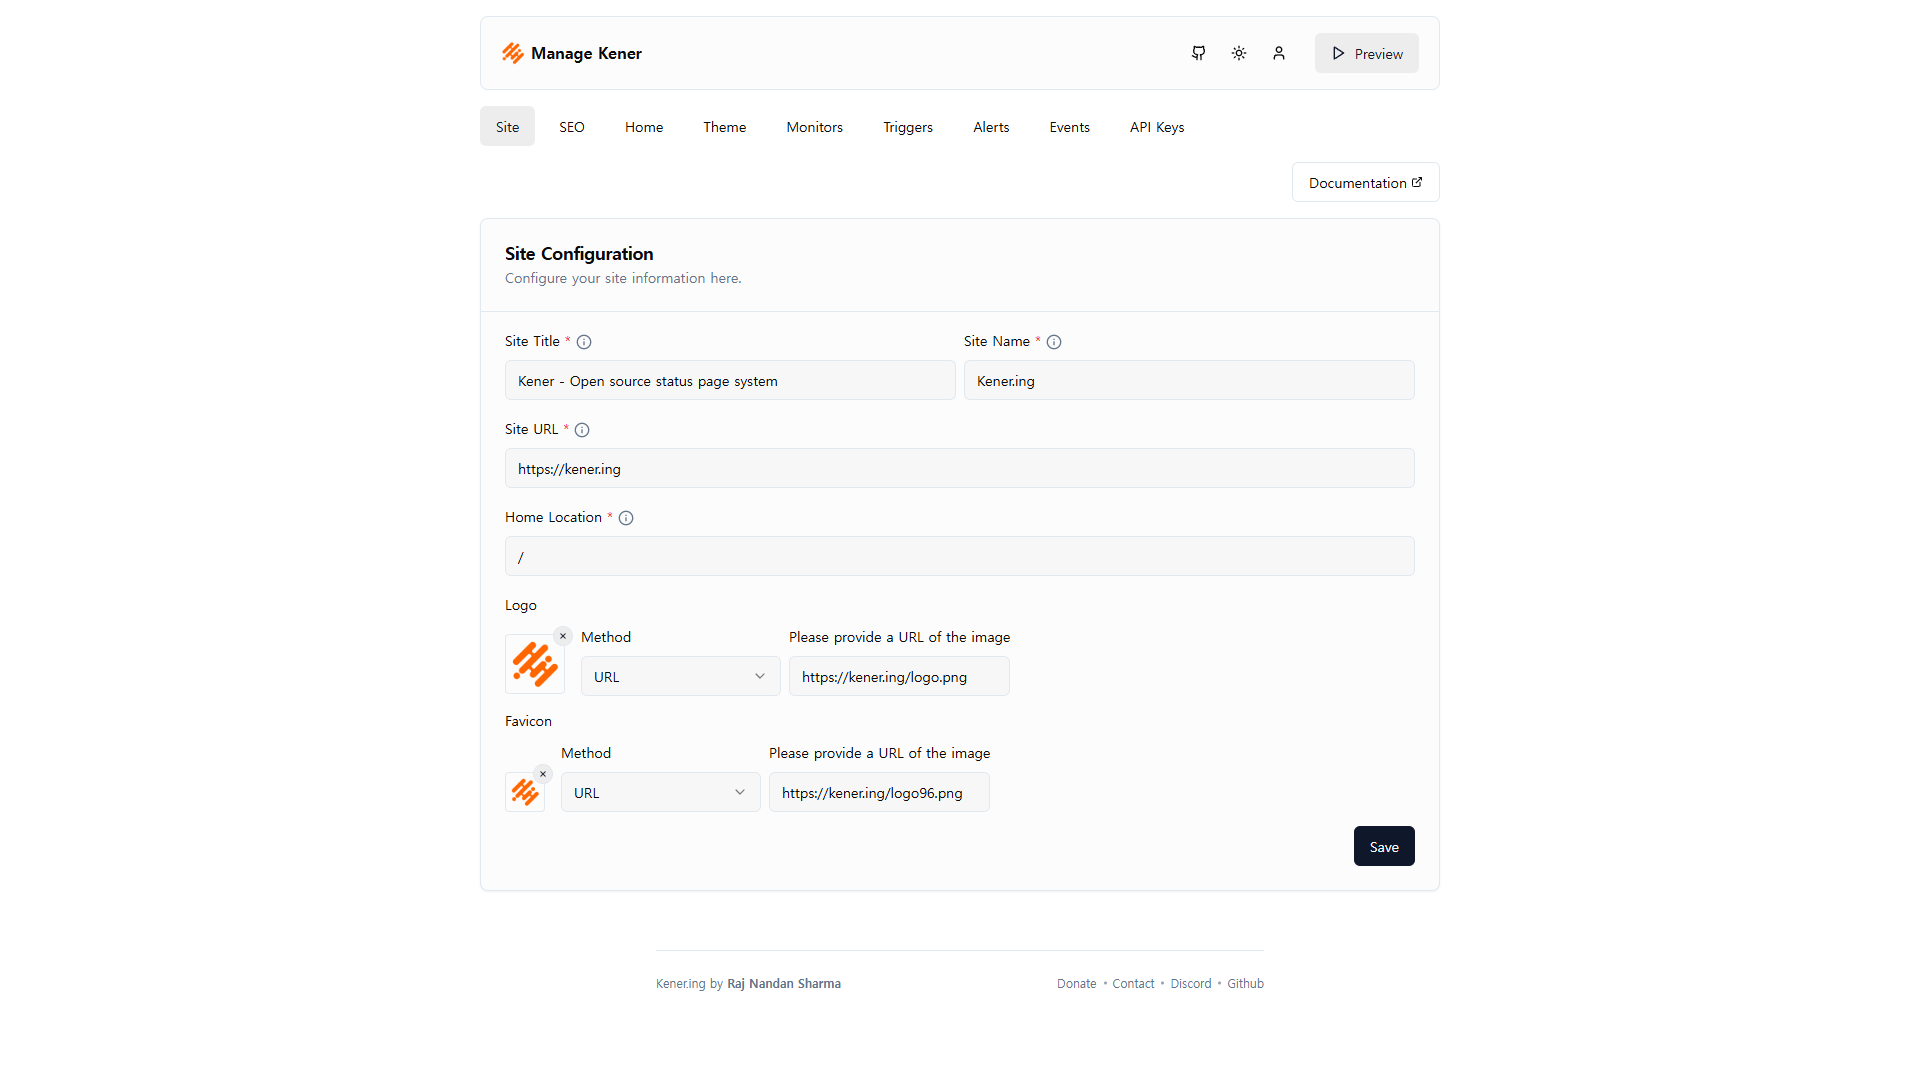 Manage Kener
Preview
Site SEO Home Theme Monitors Triggers Alerts Events API Keys
Documentation
Site Configuration
Configure your site information here.
Site Title * Site Name *
Kener - Open source status page system Kener.ing
Site URL *
https://kener.ing
Home Location *
/
Logo
Method Please provide a URL of the image
URL https://kener.ing/logo.png
Favicon
Method Please provide a URL of the image
URL https://kener.ing/logo96.png
Save
Kener.ing by Raj Nandan Sharma Donate • Contact • Discord • Github